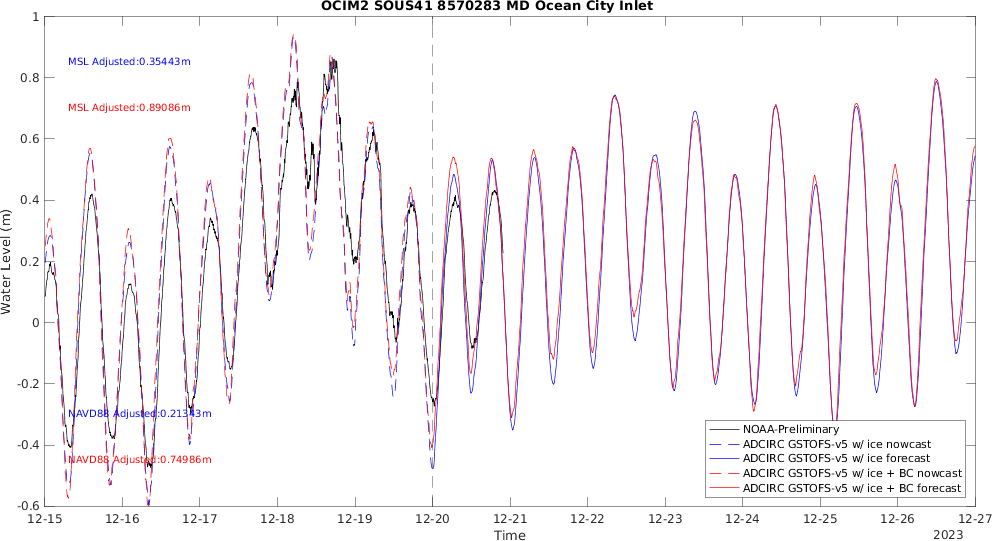 OCIM2 SOUS41 8570283 MD Ocean City Inlet
1
0.8
0.6
0.4
0.2
0
-0.2
-0.4
-0.6
Water Level (m)
MSL Adjusted:0.35443m
MSL Adjusted:0.89086m
NAVD88 Adjusted:0.21343m
NAVD88 Adjusted:0.74986m
NOAA-Preliminary
ADCIRC GSTOFS-v5 w/ ice nowcast
ADCIRC GSTOFS-v5 w/ ice forecast
ADCIRC GSTOFS-v5 w/ ice + BC nowcast
ADCIRC GSTOFS-v5 w/ ice + BC forecast
12-15 12-16 12-17 12-18 12-19 12-20 12-21 12-22 12-23 12-24 12-25 12-26 12-27
Time
2023